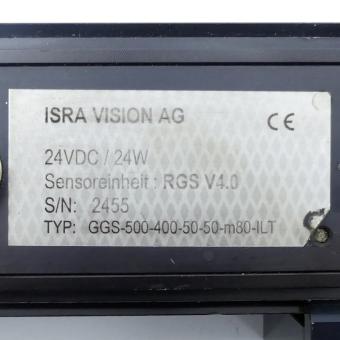 ISRA VISION AG
CE
24VDC / 24W
Sensoreinheit : RGS V4.0
S/N: 2455
TYP: GGS-500-400-50-50-m80-ILT